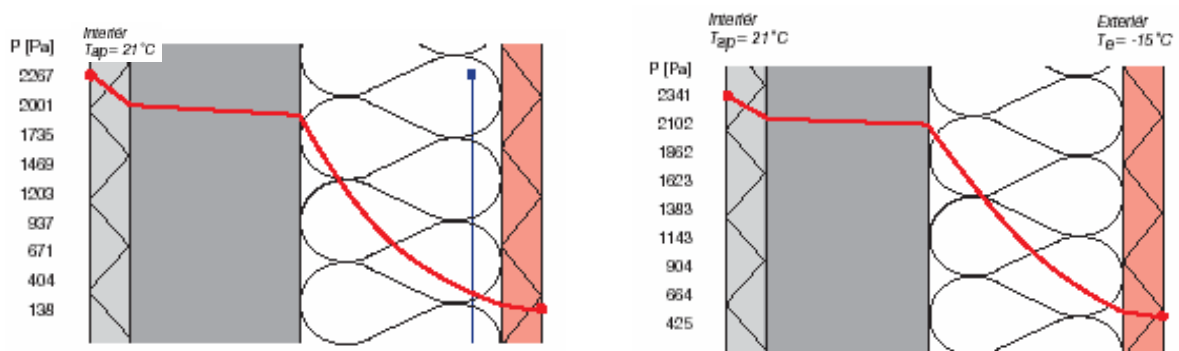 Interiér
Tap= 21°C
P [Pa]
2267
2001
1735
1469
1203
937
671
404
138
Interiér
Tap= 21°C
Exteriér
Te= -15°C
P [Pa]
2341
2102
1862
1623
1383
1143
904
664
425